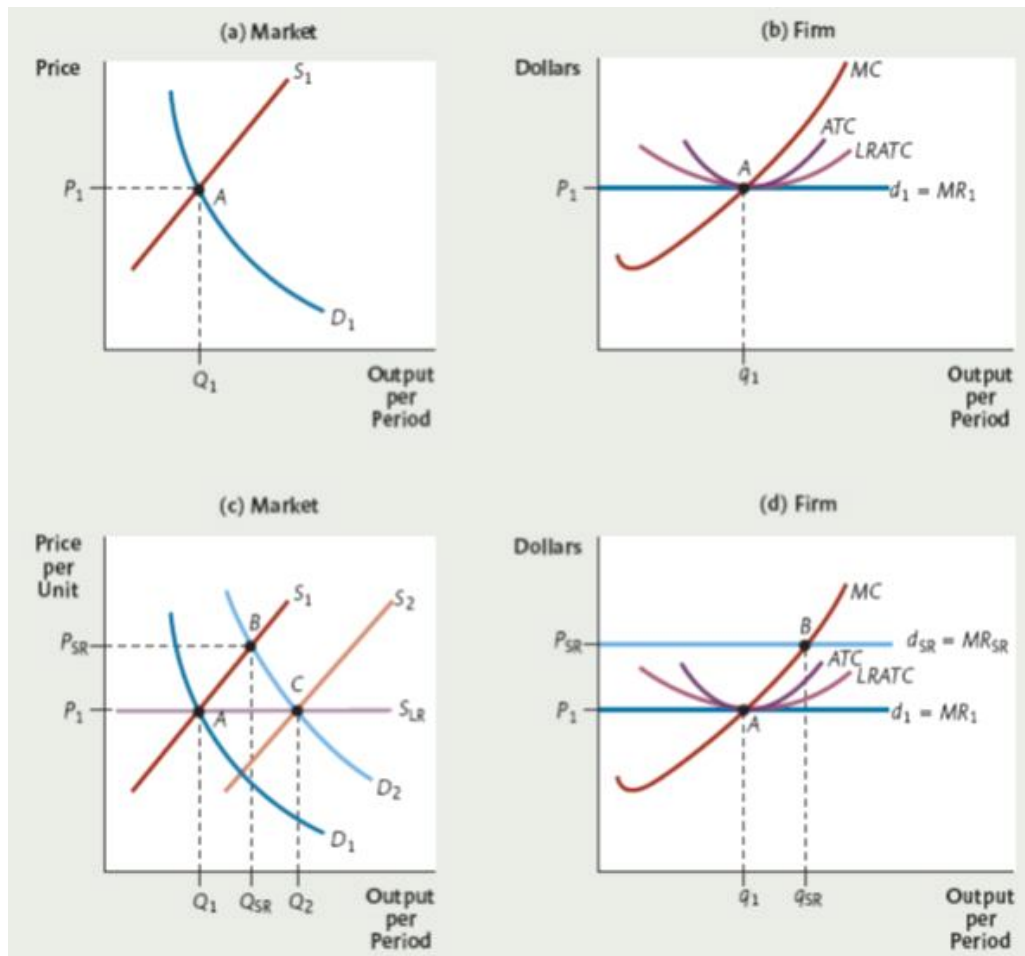 (a) Market
Price
S1
P1
A
D1
Q1
Output
per
Period
(b) Firm
Dollars
MC
ATC
LRATC
A
P1
d1 = MR1
q1
Output
per
Period
(c) Market
Price
per
Unit
S1
S2
B
PSR
C
P1
A
SLR
D2
D1
Q1
QSR
Q2
Output
per
Period
(d) Firm
Dollars
MC
B
PSR
dSR = MRSR
ATC
LRATC
P1
A
d1 = MR1
q1
qSR
Output
per
Period